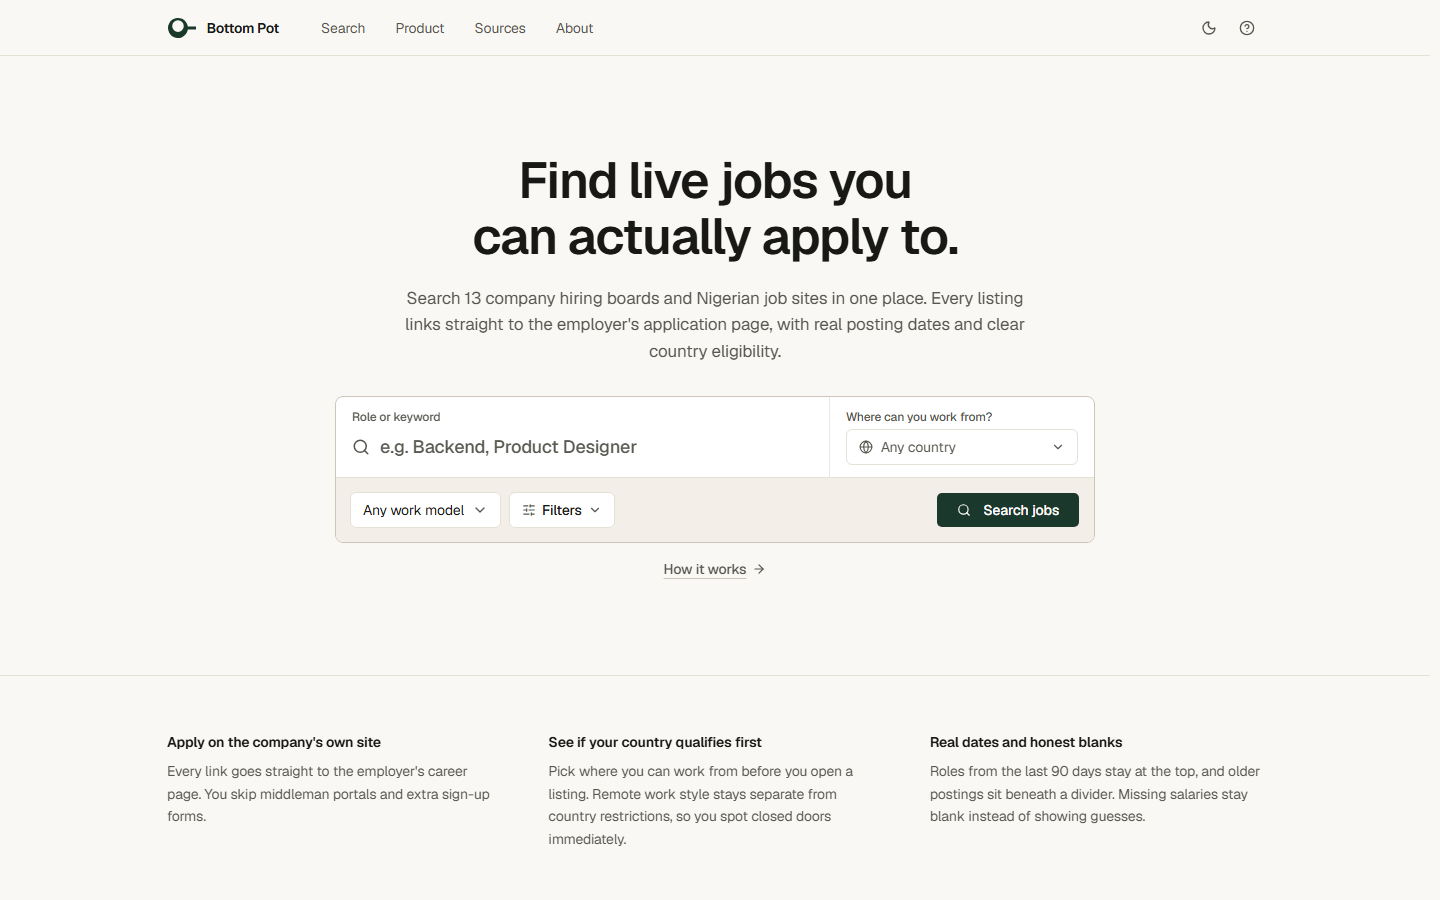 Bottom Pot
Search
Product
Sources
About
Find live jobs you
can actually apply to.
Search 13 company hiring boards and Nigerian job sites in one place. Every listing
links straight to the employer's application page, with real posting dates and clear
country eligibility.
Role or keyword
e.g. Backend, Product Designer
Where can you work from?
Any country
Any work model
Filters
Search jobs
How it works
Apply on the company's own site
Every link goes straight to the employer's career
page. You skip middleman portals and extra sign-up
forms.
See if your country qualifies first
Pick where you can work from before you open a
listing. Remote work style stays separate from
country restrictions, so you spot closed doors
immediately.
Real dates and honest blanks
Roles from the last 90 days stay at the top, and older
postings sit beneath a divider. Missing salaries stay
blank instead of showing guesses.